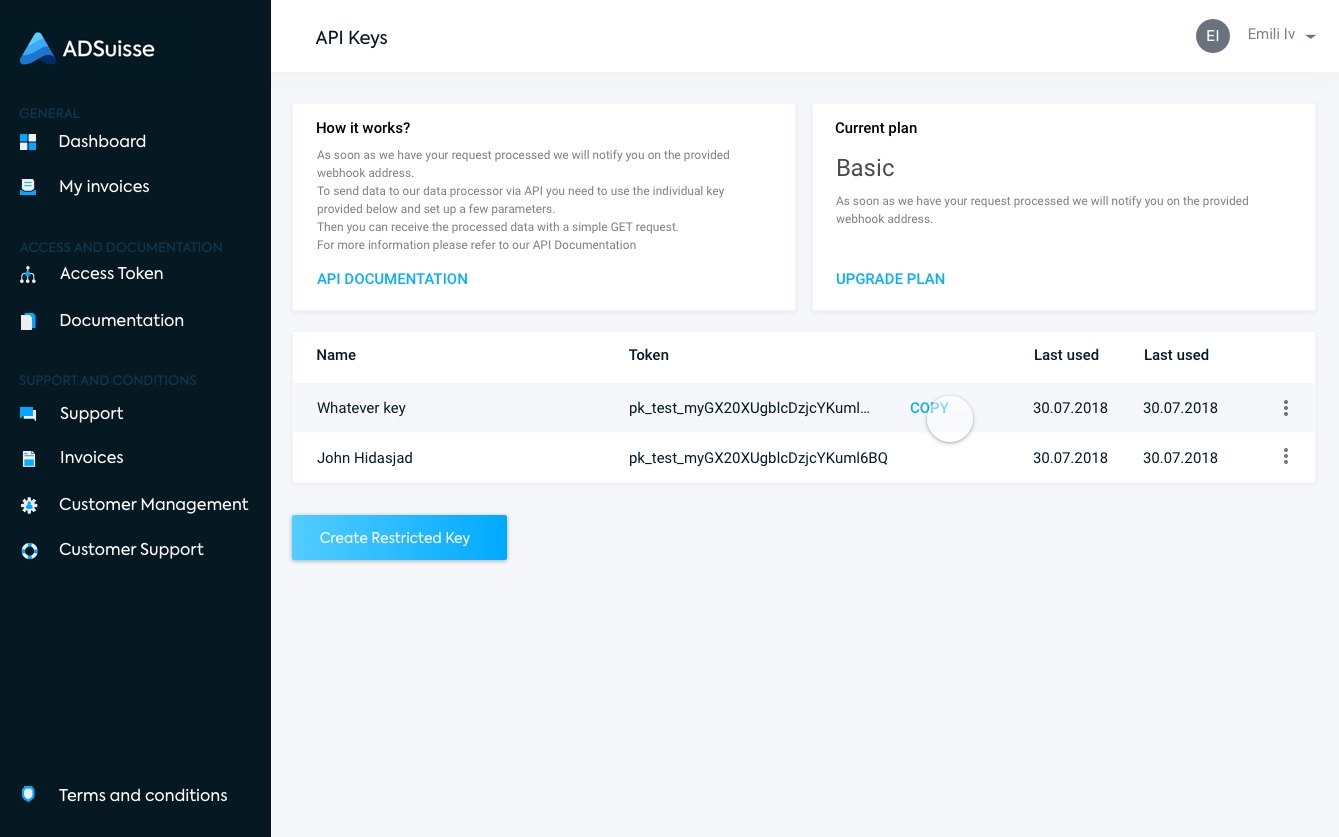 ADSuisse
API Keys
EI
Emili Iv
GENERAL
Dashboard
My invoices
ACCESS AND DOCUMENTATION
Access Token
Documentation
SUPPORT AND CONDITIONS
Support
Invoices
Customer Management
Customer Support
Terms and conditions
How it works?
As soon as we have your request processed we will notify you on the provided
webhook address.
To send data to our data processor via API you need to use the individual key
provided below and set up a few parameters.
Then you can receive the processed data with a simple GET request.
For more information please refer to our API Documentation
API DOCUMENTATION
Current plan
Basic
As soon as we have your request processed we will notify you on the provided
webhook address.
UPGRADE PLAN
Name Token Last used Last used
Whatever key pk_test_myGX20XUgblcDzjcYKuml... COPY 30.07.2018 30.07.2018
John Hidasjad pk_test_myGX20XUgblcDzjcYKuml6BQ 30.07.2018 30.07.2018
Create Restricted Key